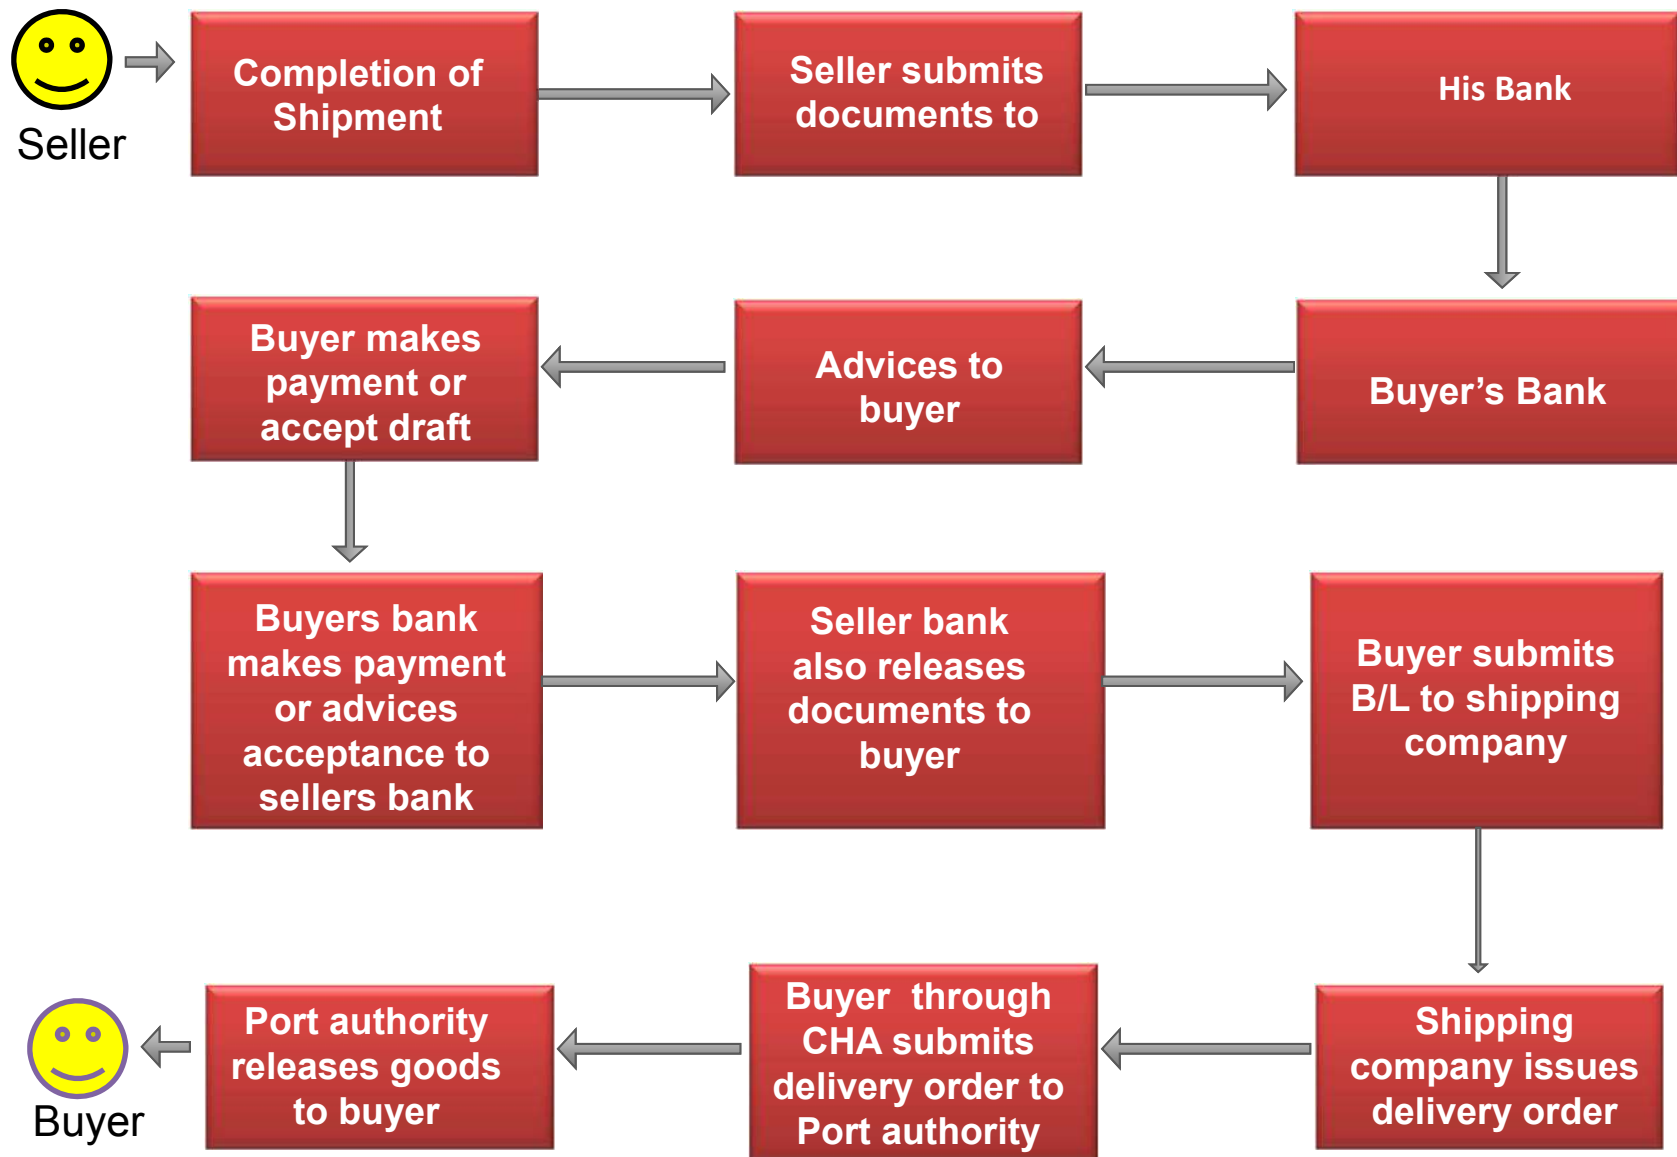 Seller
Completion of
Shipment
Seller submits
documents to
His Bank
Buyer’s Bank
Advices to
buyer
Buyer makes
payment or
accept draft
Buyers bank
makes payment
or advices
acceptance to
sellers bank
Seller bank
also releases
documents to
buyer
Buyer submits
B/L to shipping
company
Shipping
company issues
delivery order
Buyer through
CHA submits
delivery order to
Port authority
Port authority
releases goods
to buyer
Buyer